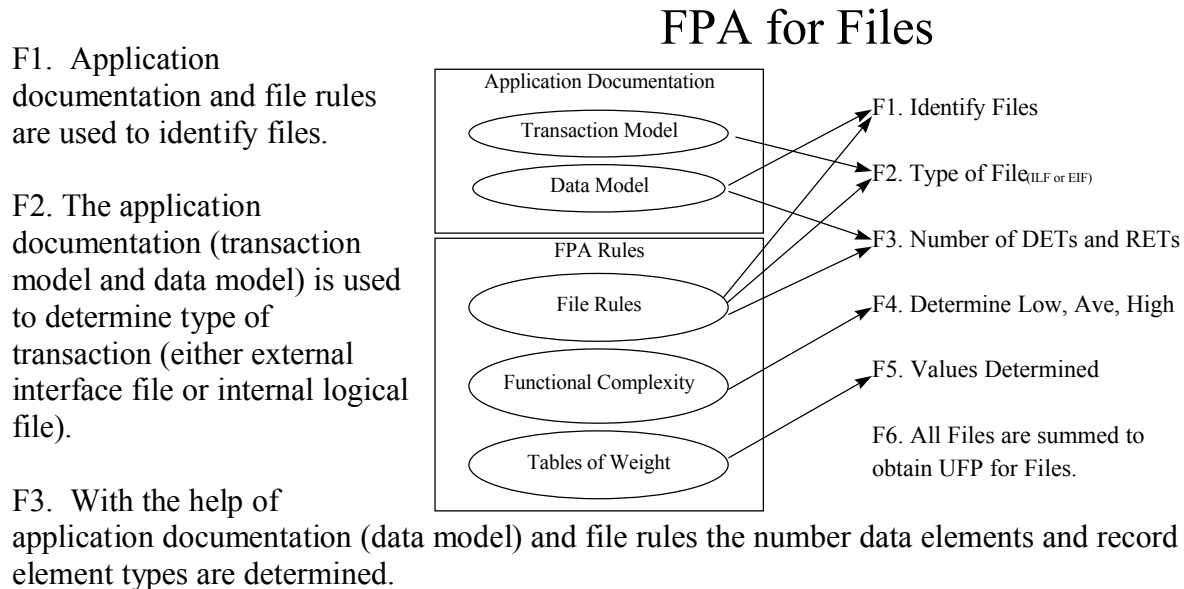 FPA for Files
F1. Application
documentation and file rules
are used to identify files.
F2. The application
documentation (transaction
model and data model) is used
to determine type of
transaction (either external
interface file or internal logical
file).
F3. With the help of
application documentation (data model) and file rules the number data elements and record
element types are determined.
Application Documentation
Transaction Model
Data Model
FPA Rules
File Rules
Functional Complexity
Tables of Weight
F1. Identify Files
F2. Type of File(ILF or EIF)
F3. Number of DETs and RETs
F4. Determine Low, Ave, High
F5. Values Determined
F6. All Files are summed to
obtain UFP for Files.